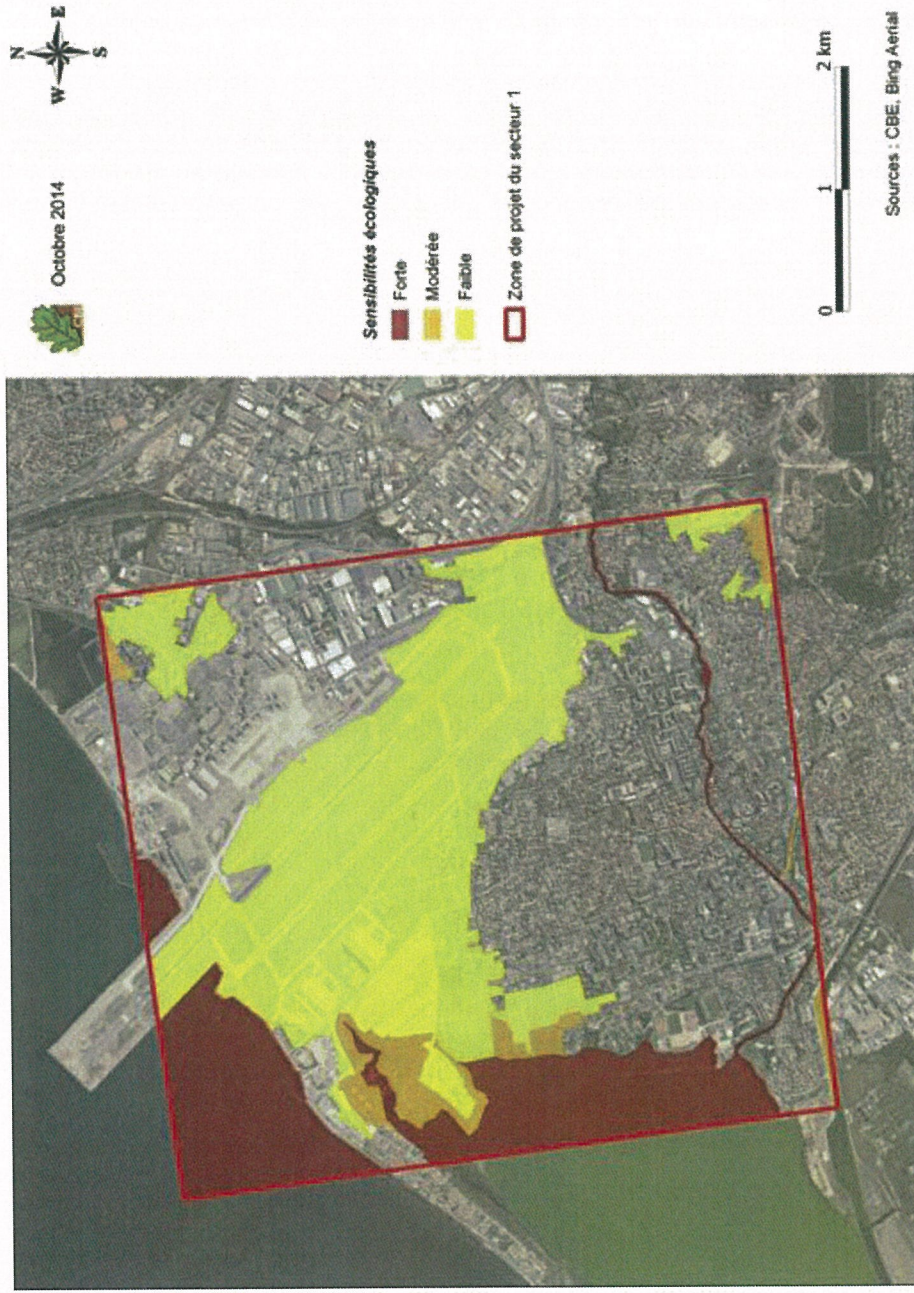 Octobre 2014
N
W
E
S
Sensibilités écologiques
Forte
Modérée
Faible
Zone de projet du secteur 1
0
1
2 km
Sources : CBE, Bing Aerial